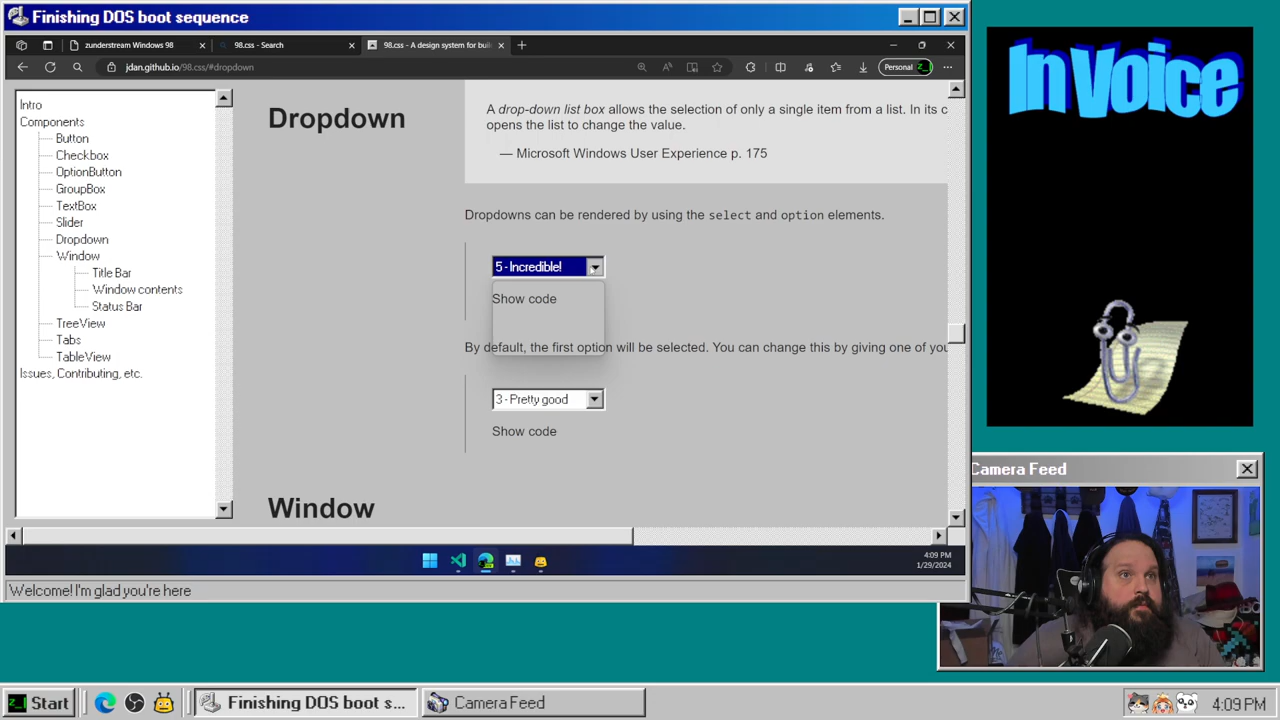 Finishing DOS boot sequence
zunderstream Windows 98
98.css - Search
98.css - A design system for buil
jdan.github.io/98.css/#dropdown
Personal
Intro
Components
Button
Checkbox
OptionButton
GroupBox
TextBox
Slider
Dropdown
Window
Title Bar
Window contents
Status Bar
TreeView
Tabs
TableView
Issues, Contributing, etc.
Dropdown
A drop-down list box allows the selection of only a single item from a list. In its c
opens the list to change the value.
— Microsoft Windows User Experience p. 175
Dropdowns can be rendered by using the select and option elements.
5 - Incredible!
Show code
By default, the first option will be selected. You can change this by giving one of you
3 - Pretty good
Show code
Window
4:09 PM
1/29/2024
Welcome! I'm glad you're here
InVoice
Camera Feed
Start
Finishing DOS boot s...
Camera Feed
4:09 PM